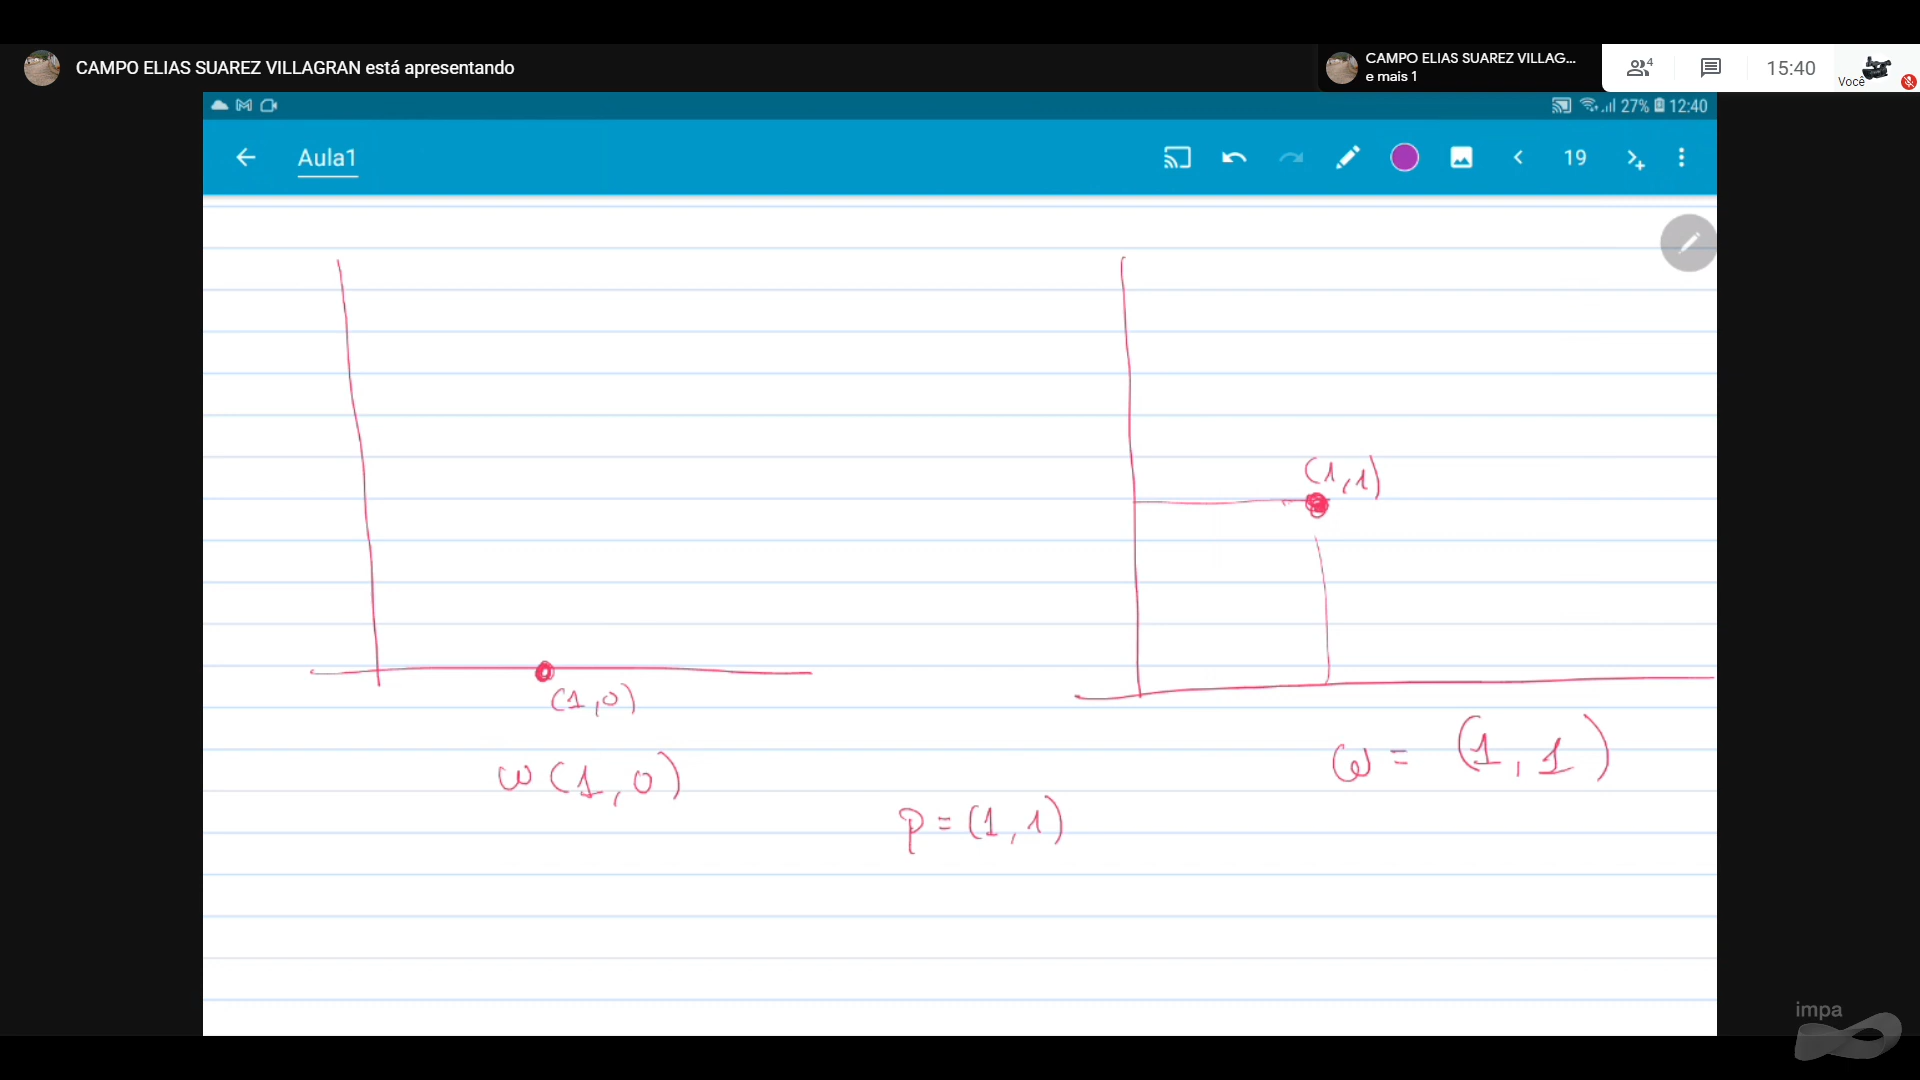 CAMPO ELIAS SUAREZ VILLAGRAN está apresentando
CAMPO ELIAS SUAREZ VILLAG...
e mais 1
4
15:40
Você
27% 12:40
Aula1
19
(1,1)
(1,0)
ω = (1,1)
ω(1,0)
p = (1,1)
impa